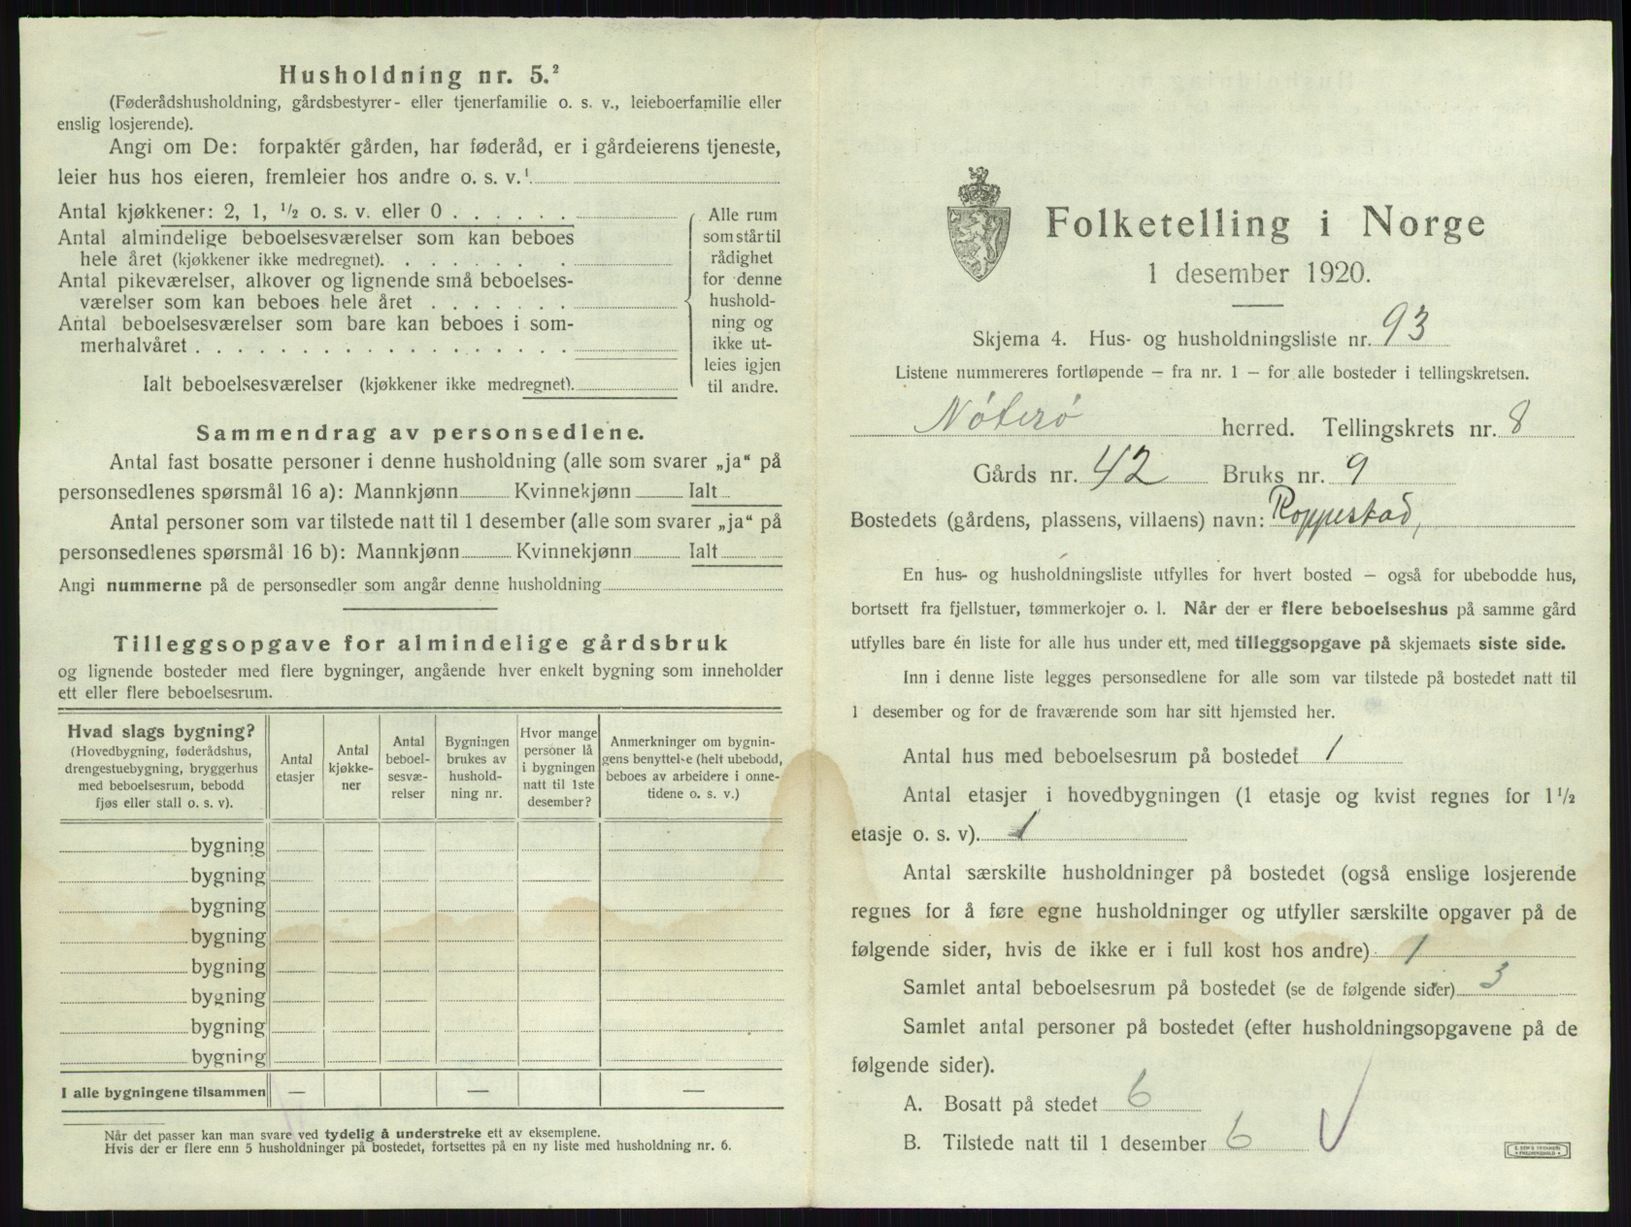 Husholdning nr. 5.²
(Føderådshusholdning, gårdsbestyrer- eller tjenerfamilie o. s. v., leieboerfamilie eller
enslig losjerende).
Angi om De: forpaktér gården, har føderåd, er i gårdeierens tjeneste,
leier hus hos eieren, fremleier hos andre o. s. v.¹
Antal kjøkkener: 2, 1, ½ o. s. v. eller 0 . . . . . .
Antal almindelige beboelsesværelser som kan beboes
hele året (kjøkkener ikke medregnet). . . . . . . .
Antal pikeværelser, alkover og lignende små beboelses-
værelser som kan beboes hele året . . . . . . .
Antal beboelsesværelser som bare kan beboes i som-
merhalvåret . . . . . . . . . . . . . . . . . .
Ialt beboelsesværelser (kjøkkener ikke medregnet).
Alle rum
som står til
rådighet
for denne
hushold-
ning og
ikke ut-
leies igjen
til andre.
Sammendrag av personsedlene.
Antal fast bosatte personer i denne husholdning (alle som svarer „ja“ på
personsedlenes spørsmål 16 a): Mannkjønn Kvinnekjønn Ialt
Antal personer som var tilstede natt til 1 desember (alle som svarer „ja“ på
personsedlenes spørsmål 16 b): Mannkjønn Kvinnekjønn Ialt
Angi nummerne på de personsedler som angår denne husholdning
Tilleggsopgave for almindelige gårdsbruk
og lignende bosteder med flere bygninger, angående hver enkelt bygning som inneholder
ett eller flere beboelsesrum.
Hvad slags bygning?
(Hovedbygning, føderådshus,
drengestuebygning, bryggerhus
med beboelsesrum, bebodd
fjøs eller stall o. s. v).
Antal
etasjer
Antal
kjøkke-
ner
Antal
beboel-
sesvæ-
relser
Bygningen
brukes av
hushold-
ning nr.
Hvor mange
personer lå
i bygningen
natt til 1ste
desember?
Anmerkninger om bygnin-
gens benyttelse (helt ubebodd,
beboes av arbeidere i onne-
tidene o. s. v.)
bygning
bygning
bygning
bygning
bygning
bygning
bygning
bygning
I alle bygningene tilsammen — — —
Når det passer kan man svare ved tydelig å understreke ett av eksemplene.
Hvis der er flere enn 5 husholdninger på bostedet, fortsettes på en ny liste med husholdning nr. 6.
Folketelling i Norge
1 desember 1920.
Skjema 4. Hus- og husholdningsliste nr. 93
Listene nummereres fortløpende — fra nr. 1 — for alle bosteder i tellingskretsen.
Nøterø herred. Tellingskrets nr. 8
Gårds nr. 42 Bruks nr. 9
Bostedets (gårdens, plassens, villaens) navn: Roppestad,
En hus- og husholdningsliste utfylles for hvert bosted — også for ubebodde hus,
bortsett fra fjellstuer, tømmerkojer o. l. Når der er flere beboelseshus på samme gård
utfylles bare én liste for alle hus under ett, med tilleggsopgave på skjemaets siste side.
Inn i denne liste legges personsedlene for alle som var tilstede på bostedet natt til
1 desember og for de fraværende som har sitt hjemsted her.
Antal hus med beboelsesrum på bostedet 1
Antal etasjer i hovedbygningen (1 etasje og kvist regnes for 1 ½
etasje o. s. v). 1
Antal særskilte husholdninger på bostedet (også enslige losjerende
regnes for å føre egne husholdninger og utfyller særskilte opgaver på de
følgende sider, hvis de ikke er i full kost hos andre) 1
Samlet antal beboelsesrum på bostedet (se de følgende sider) 3
Samlet antal personer på bostedet (efter husholdningsopgavene på de
følgende sider).
A. Bosatt på stedet 6
B. Tilstede natt til 1 desember 6